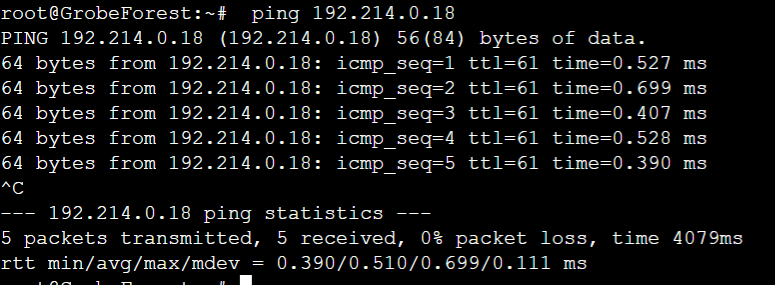 root@GrobeForest:~#  ping 192.214.0.18
PING 192.214.0.18 (192.214.0.18) 56(84) bytes of data.
64 bytes from 192.214.0.18: icmp_seq=1 ttl=61 time=0.527 ms
64 bytes from 192.214.0.18: icmp_seq=2 ttl=61 time=0.699 ms
64 bytes from 192.214.0.18: icmp_seq=3 ttl=61 time=0.407 ms
64 bytes from 192.214.0.18: icmp_seq=4 ttl=61 time=0.528 ms
64 bytes from 192.214.0.18: icmp_seq=5 ttl=61 time=0.390 ms
^C
--- 192.214.0.18 ping statistics ---
5 packets transmitted, 5 received, 0% packet loss, time 4079ms
rtt min/avg/max/mdev = 0.390/0.510/0.699/0.111 ms